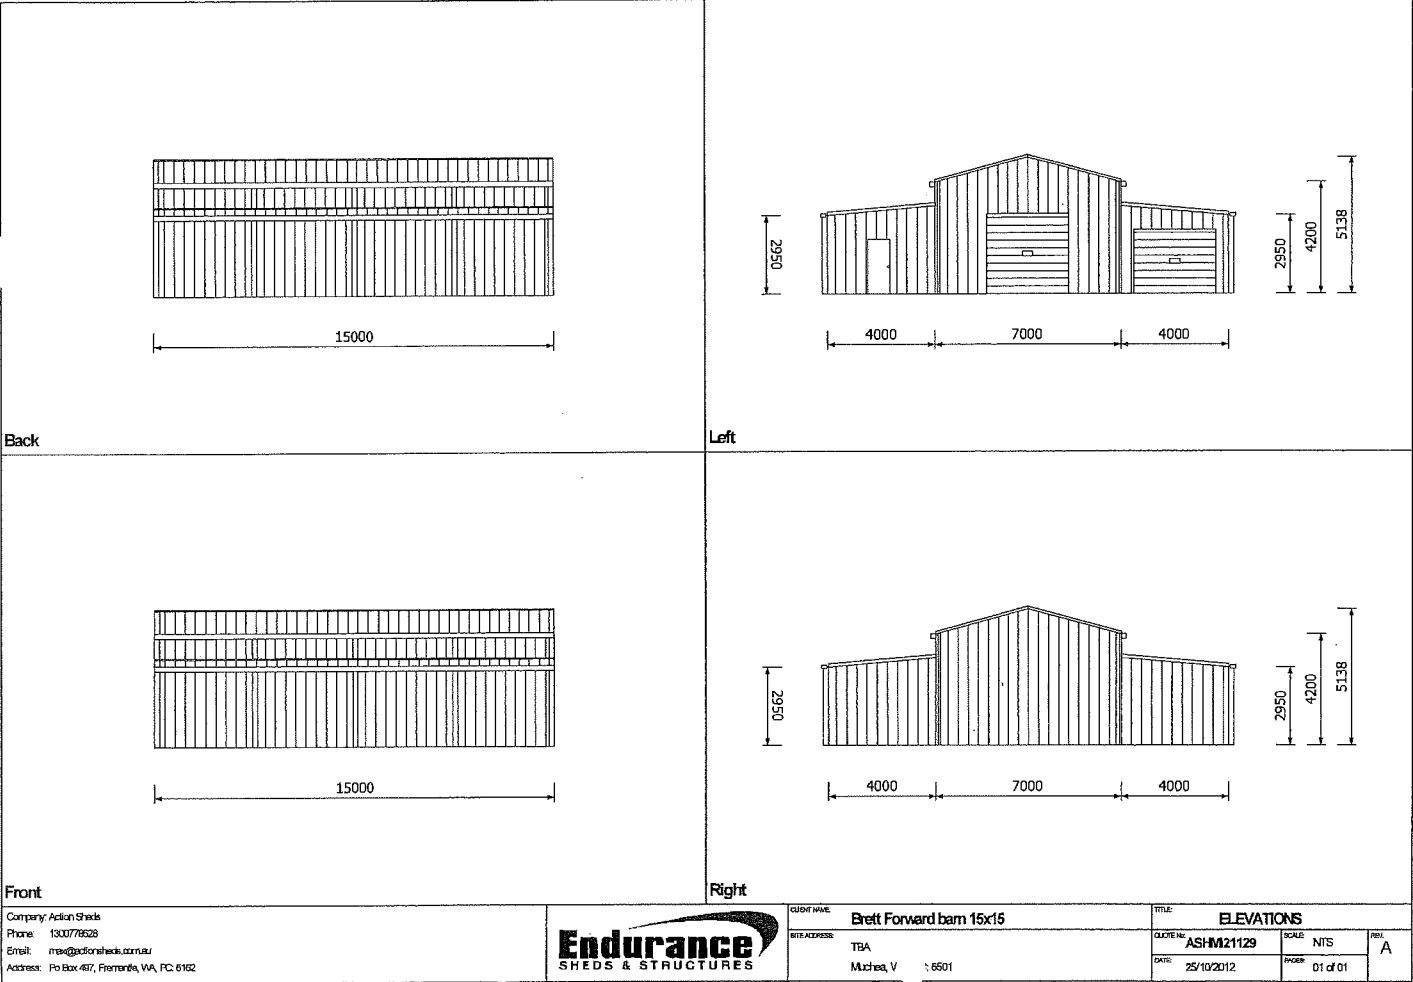 15000
Back
2950
4000
7000
4000
2950
4200
5138
Left
15000
Front
2950
4000
7000
4000
2950
4200
5138
Right
Company: Action Sheds
Phone: 1300778628
Email:
Address: Po Box 497, Fremantle, WA, PC: 6162
Endurance
SHEDS & STRUCTURES
CLIENT NAME:
Brett Forward barn 15x15
SITE ADDRESS:
TBA
Muchea, V : 6501
TITLE:
ELEVATIONS
QUOTE No:
ASHMI21129
SCALE:
NTS
REV.
A
DATE:
25/10/2012
PAGES:
01 of 01